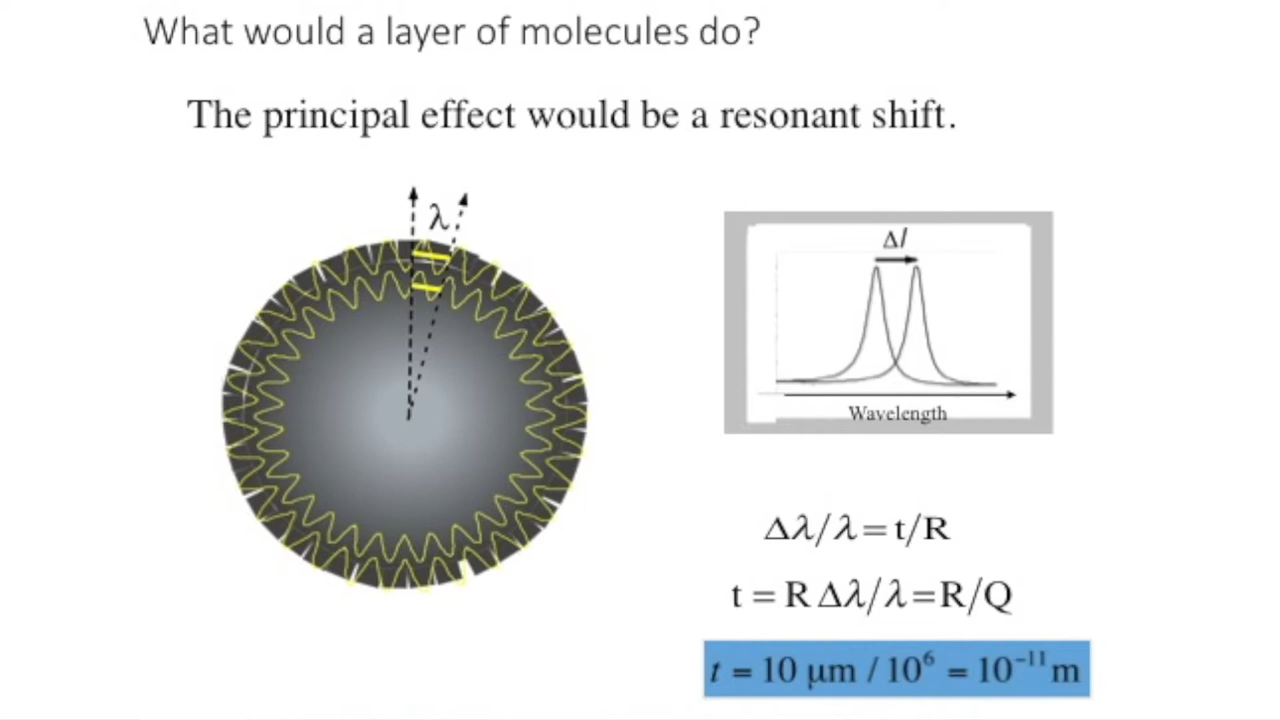 What would a layer of molecules do?
The principal effect would be a resonant shift.
λ
Δl
Wavelength
Δλ/λ=t/R
t = R Δλ/λ=R/Q
t = 10 μm / 10⁶ = 10⁻¹¹ m